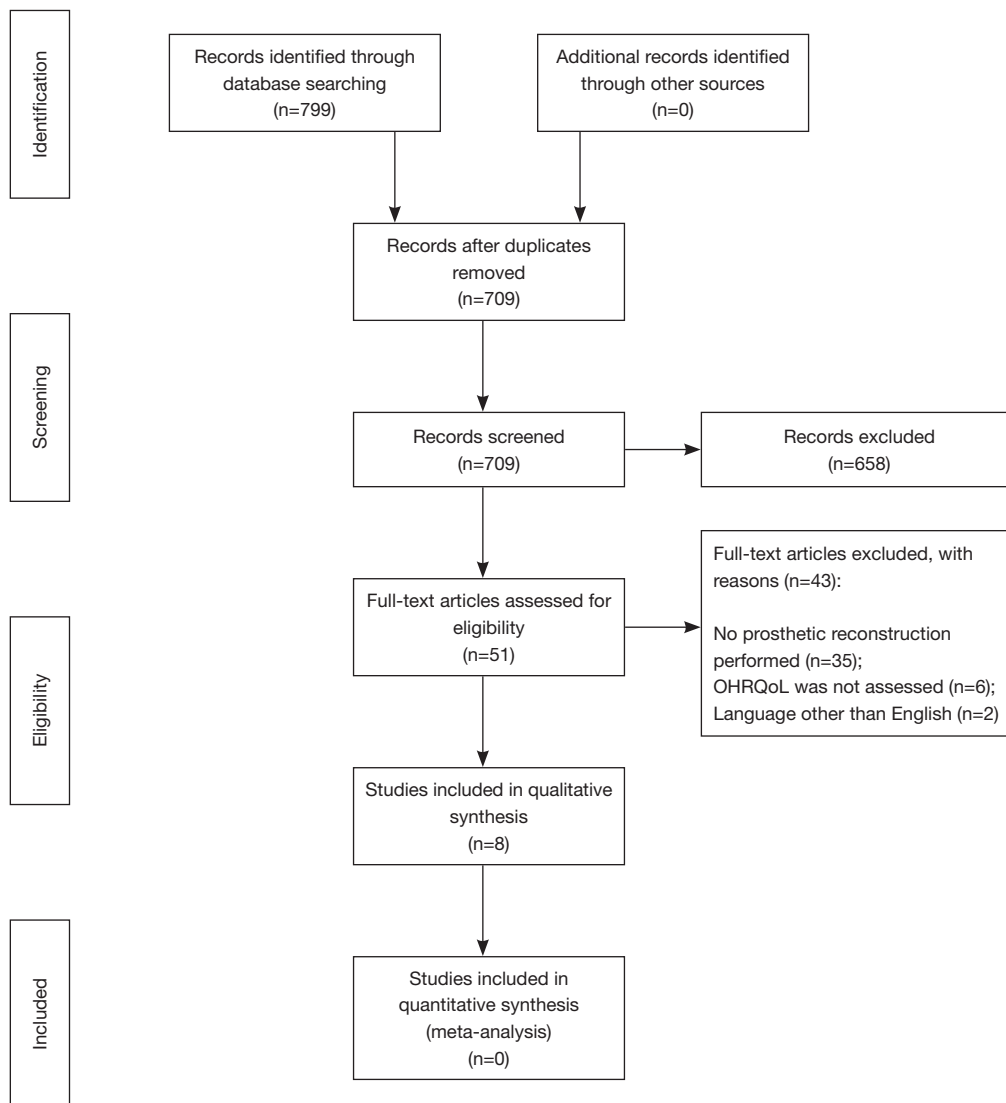 Identification
Records identified through
database searching
(n=799)
Additional records identified
through other sources
(n=0)
Records after duplicates
removed
(n=709)
Screening
Records screened
(n=709)
Records excluded
(n=658)
Eligibility
Full-text articles assessed for
eligibility
(n=51)
Full-text articles excluded, with
reasons (n=43):
No prosthetic reconstruction
performed (n=35);
OHRQoL was not assessed (n=6);
Language other than English (n=2)
Studies included in qualitative
synthesis
(n=8)
Included
Studies included in
quantitative synthesis
(meta-analysis)
(n=0)